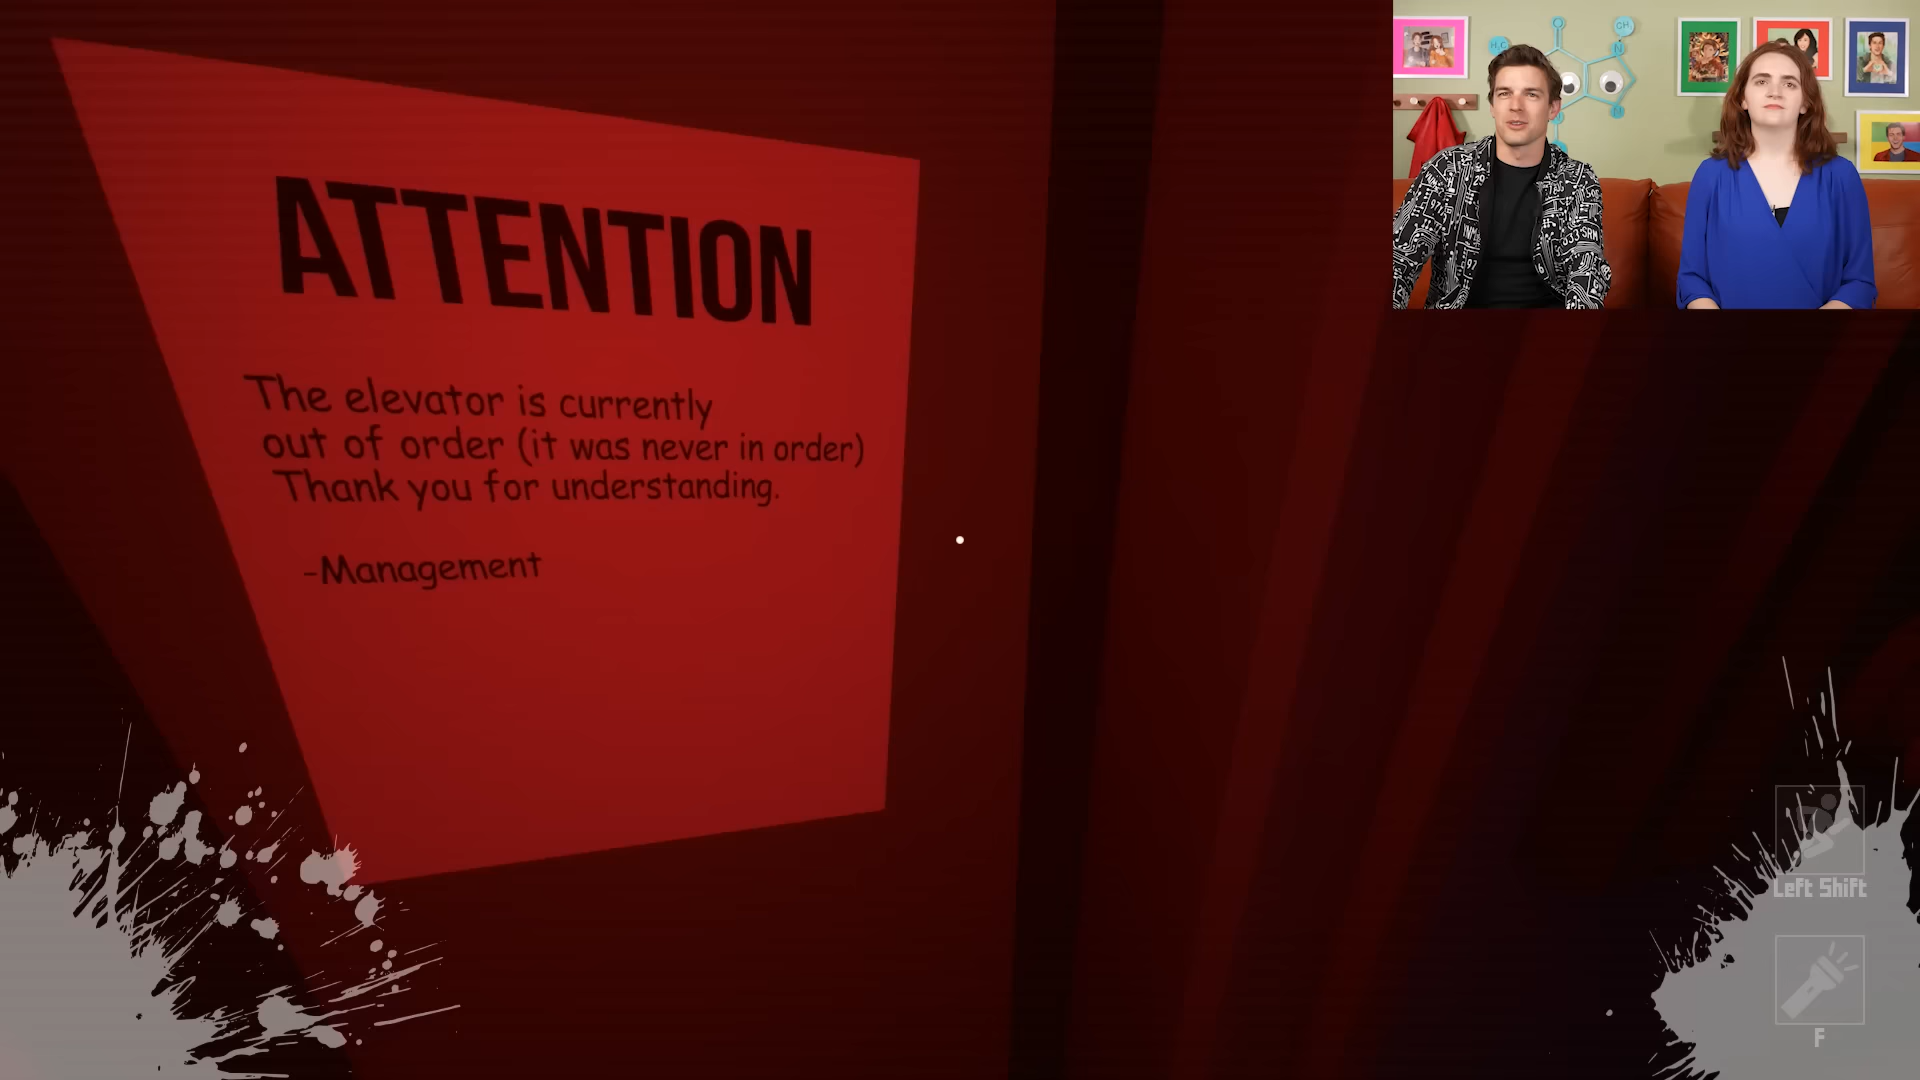 ATTENTION
The elevator is currently
out of order (it was never in order)
Thank you for understanding.
-Management
Left Shift
F